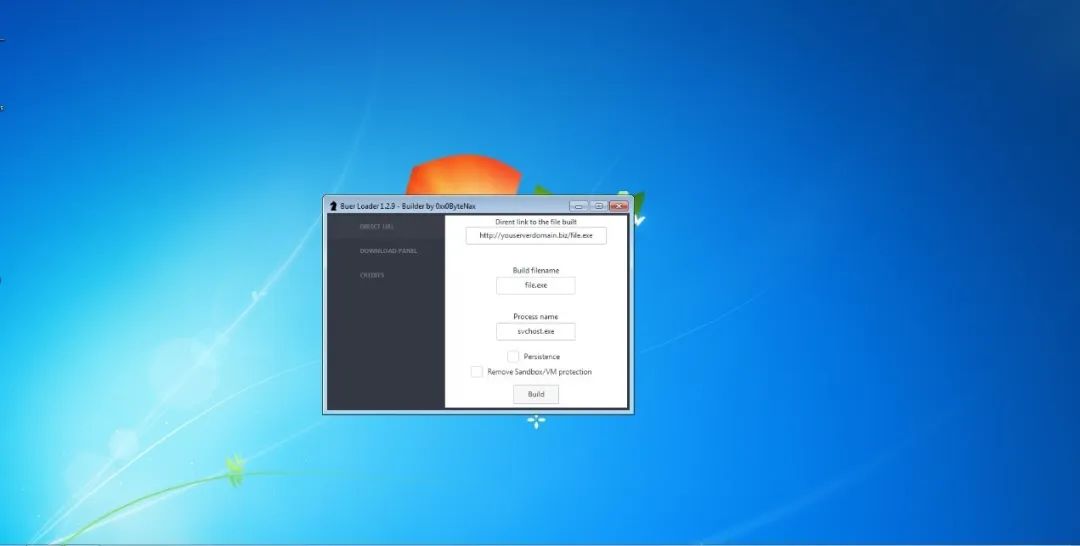 Buer Loader 1.2.9 - Builder by 0xx0ByteNax
DIRECT URL
DOWNLOAD PANEL
CREDITS
Dirent link to the file built
http://youserverdomain.biz/file.exe
Build filename
file.exe
Process name
svchost.exe
Persistence
Remove Sandbox/VM protection
Build